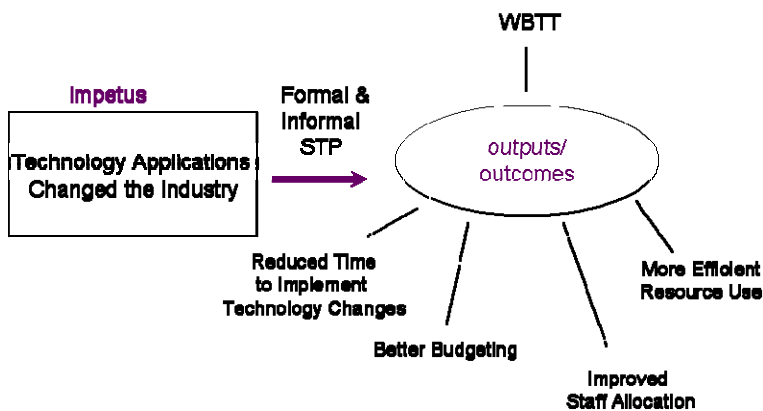 WBTT
Impetus
Formal &
Informal
STP
Technology Applications
Changed the Industry
outputs/
outcomes
Reduced Time
to Implement
Technology Changes
More Efficient
Resource Use
Better Budgeting
Improved
Staff Allocation